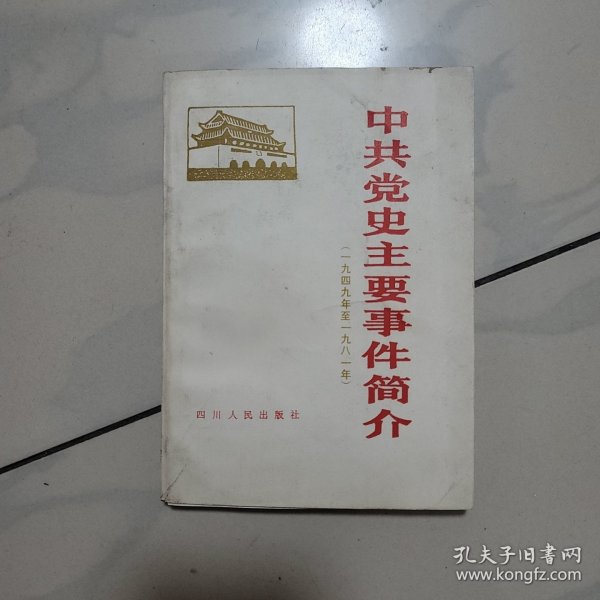 中共党史主要事件简介
（一九四九年至一九八一年）
四川人民出版社
孔夫子旧书网
www.kongfz.com